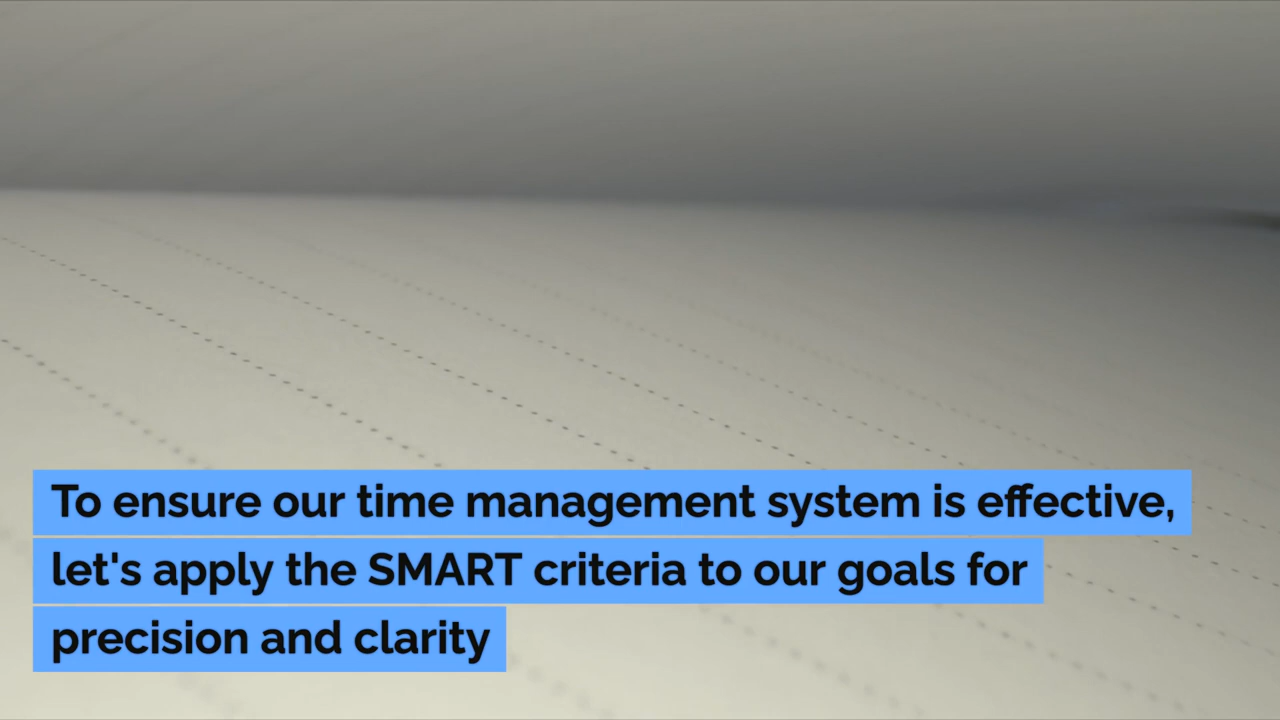 To ensure our time management system is effective,
let's apply the SMART criteria to our goals for
precision and clarity